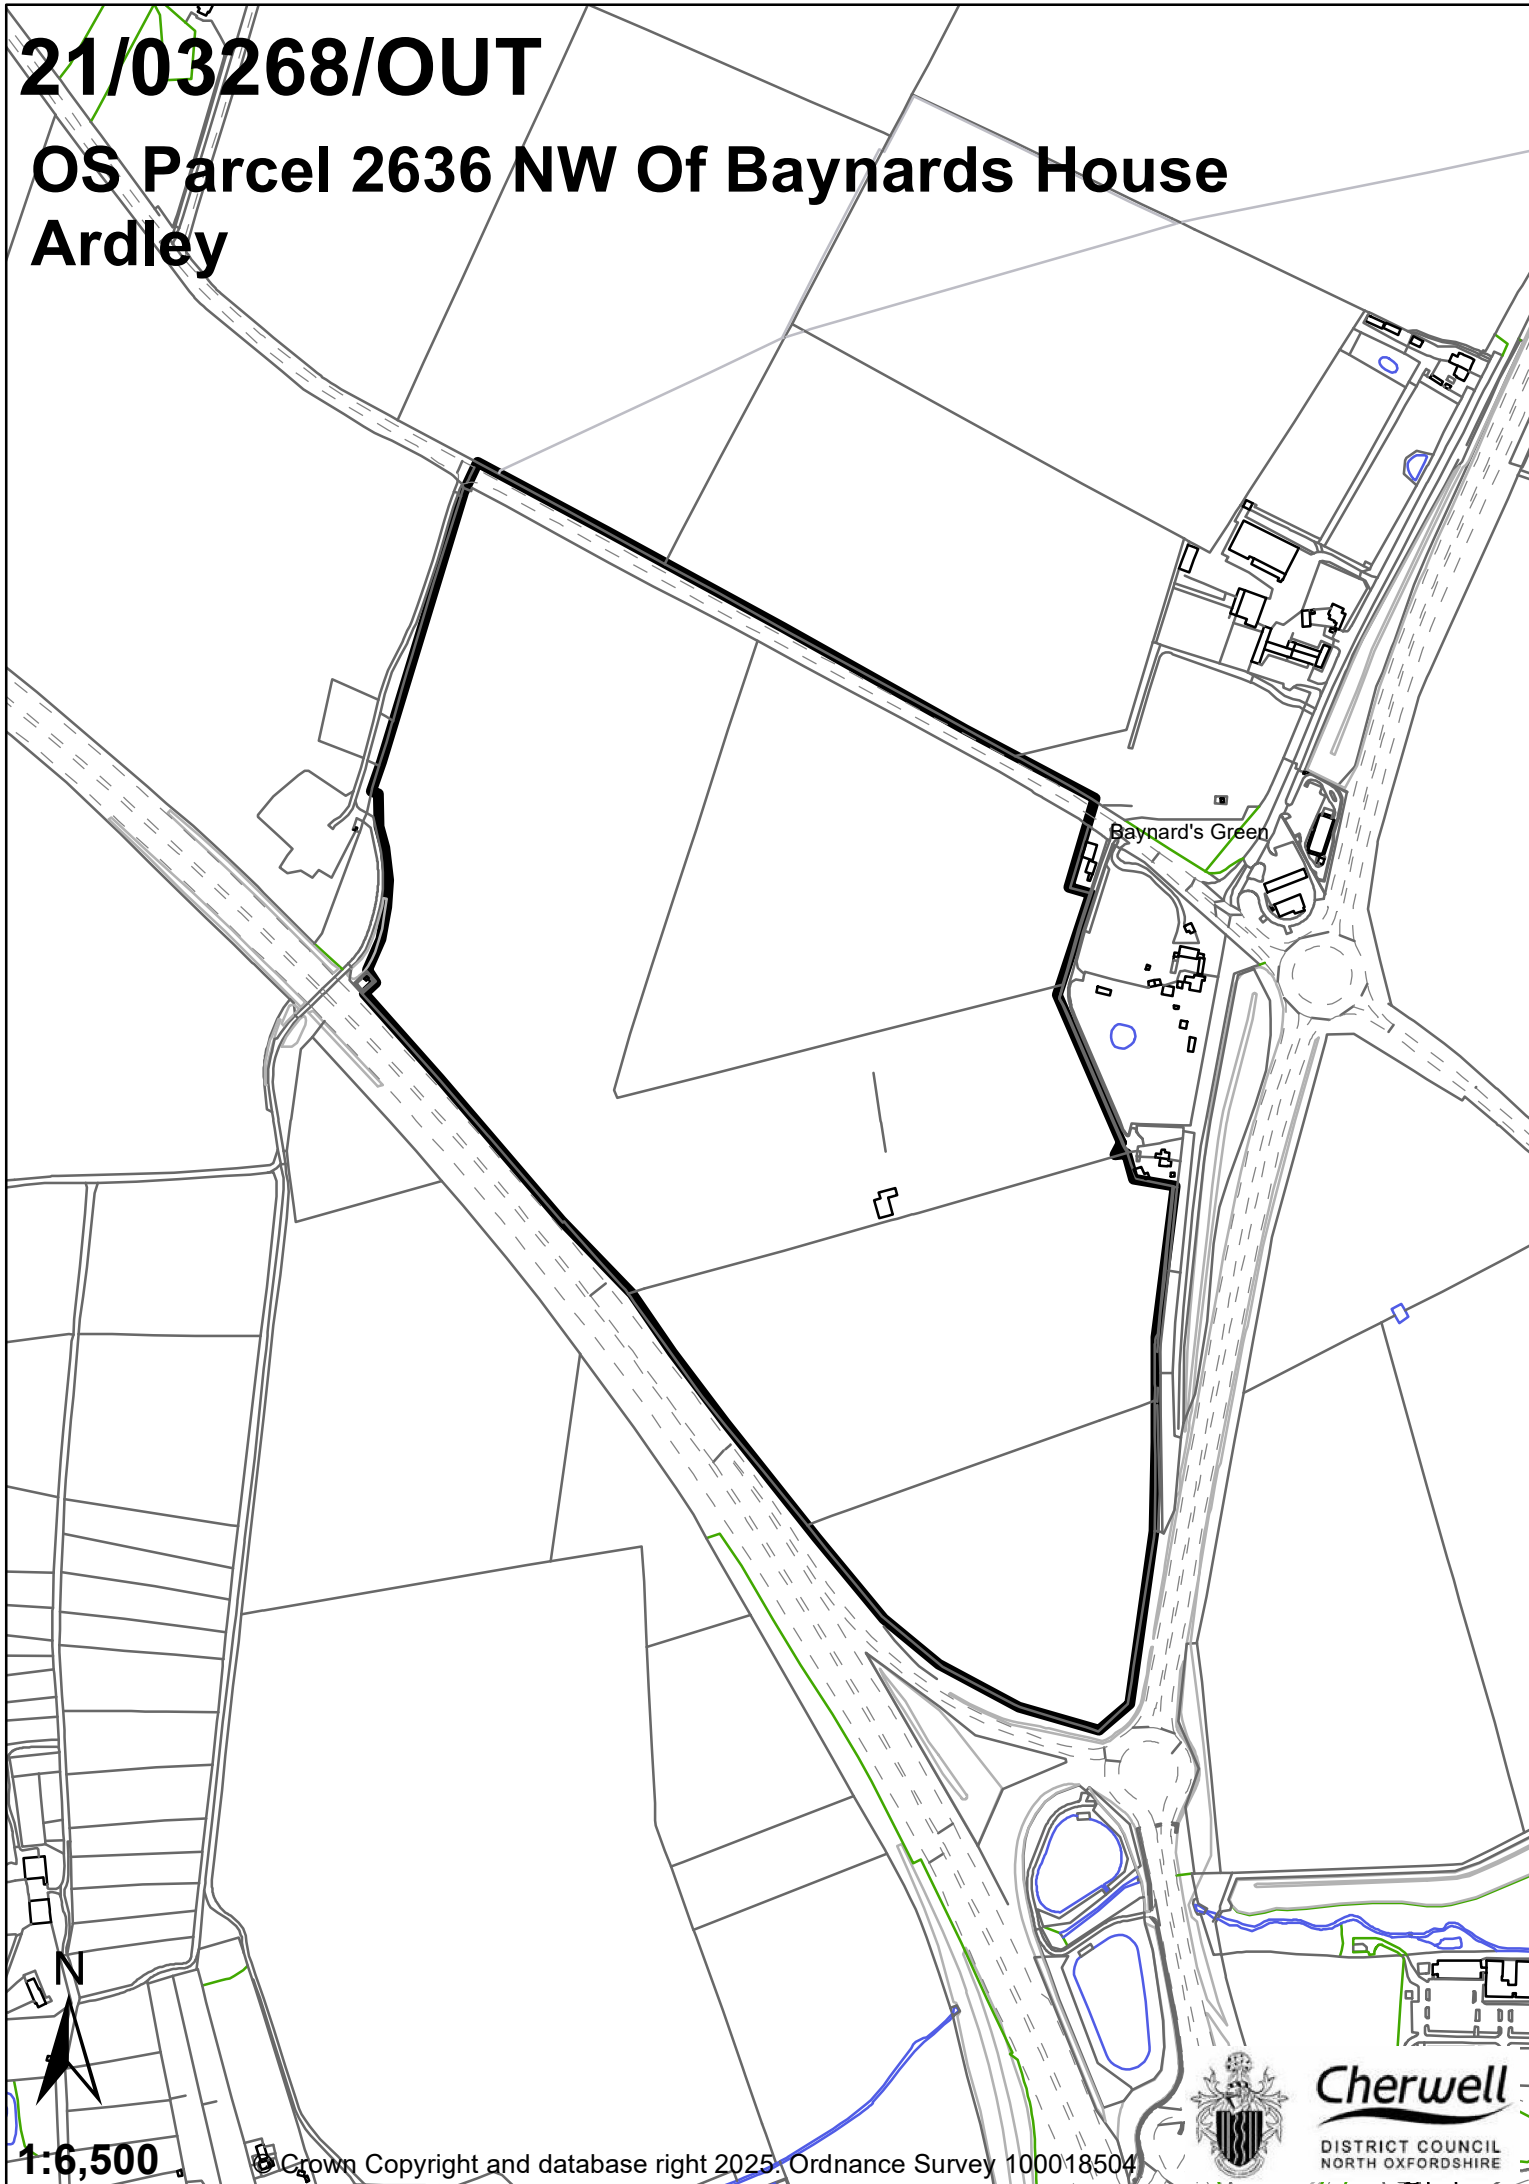 21/03268/OUT
OS Parcel 2636 NW Of Baynards House
Ardley
Baynard's Green
N
1:6,500
© Crown Copyright and database right 2025. Ordnance Survey 100018504
Cherwell
DISTRICT COUNCIL
NORTH OXFORDSHIRE